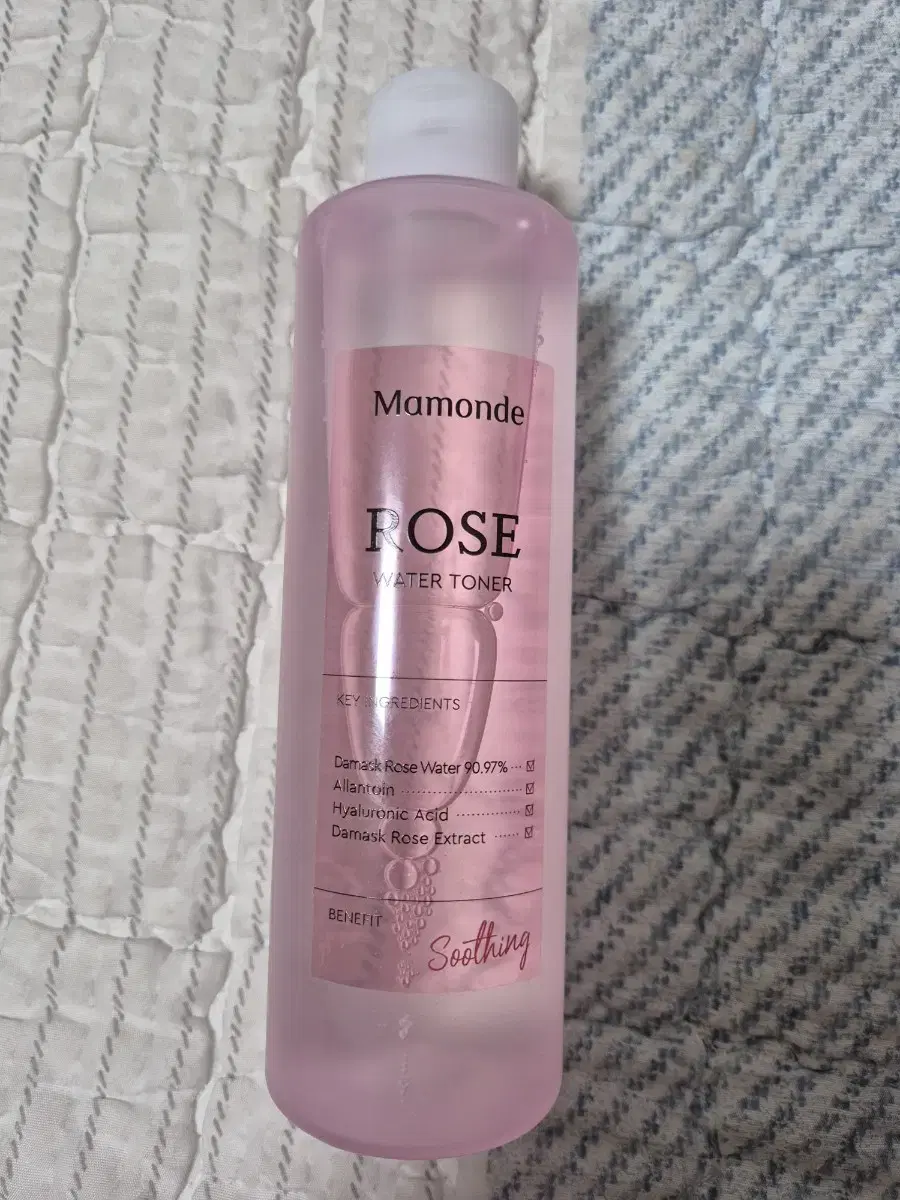 Mamonde
ROSE
WATER TONER
KEY INGREDIENTS
Damask Rose Water 90.97% ··· ☑
Allantoin ························ ☑
Hyaluronic Acid ············· ☑
Damask Rose Extract ······ ☑
BENEFIT
Soothing